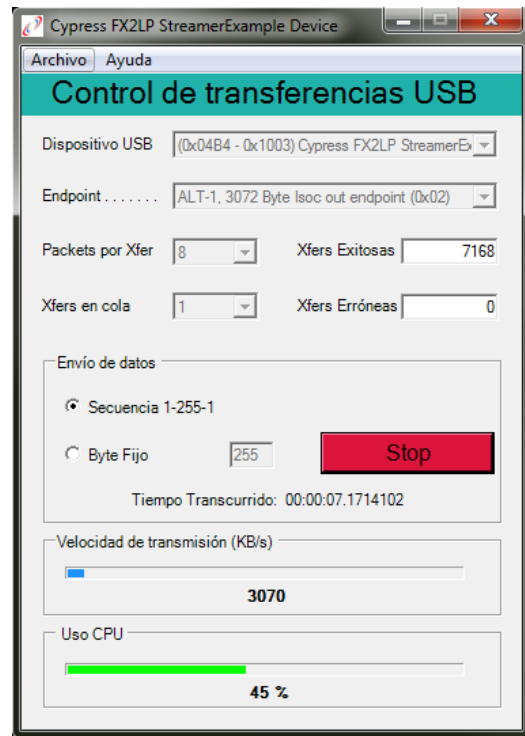 Cypress FX2LP StreamerExample Device
Archivo Ayuda
Control de transferencias USB
Dispositivo USB (0x04B4 - 0x1003) Cypress FX2LP StreamerEx
Endpoint....... ALT-1, 3072 Byte Isoc out endpoint (0x02)
Packets por Xfer 8 Xfers Exitosas 7168
Xfers en cola 1 Xfers Erróneas 0
Envío de datos
Secuencia 1-255-1
Byte Fijo 255 Stop
Tiempo Transcurrido: 00:00:07.1714102
Velocidad de transmisión (KB/s)
3070
Uso CPU
45 %